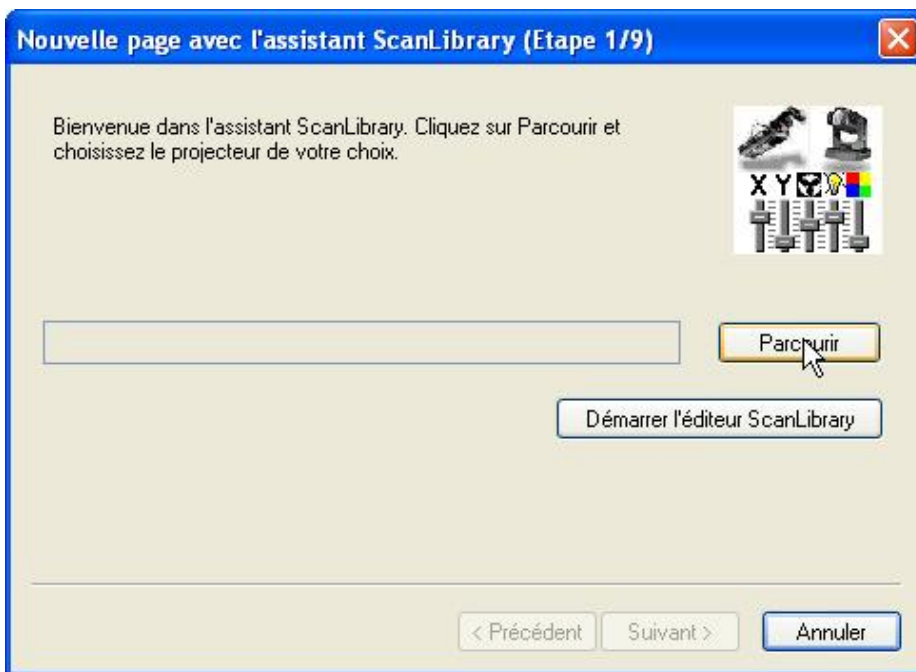 Nouvelle page avec l'assistant ScanLibrary (Etape 1/9)
Bienvenue dans l'assistant ScanLibrary. Cliquez sur Parcourir et
choisissez le projecteur de votre choix.
X Y
Parcourir
Démarrer l'éditeur ScanLibrary
< Précédent
Suivant >
Annuler